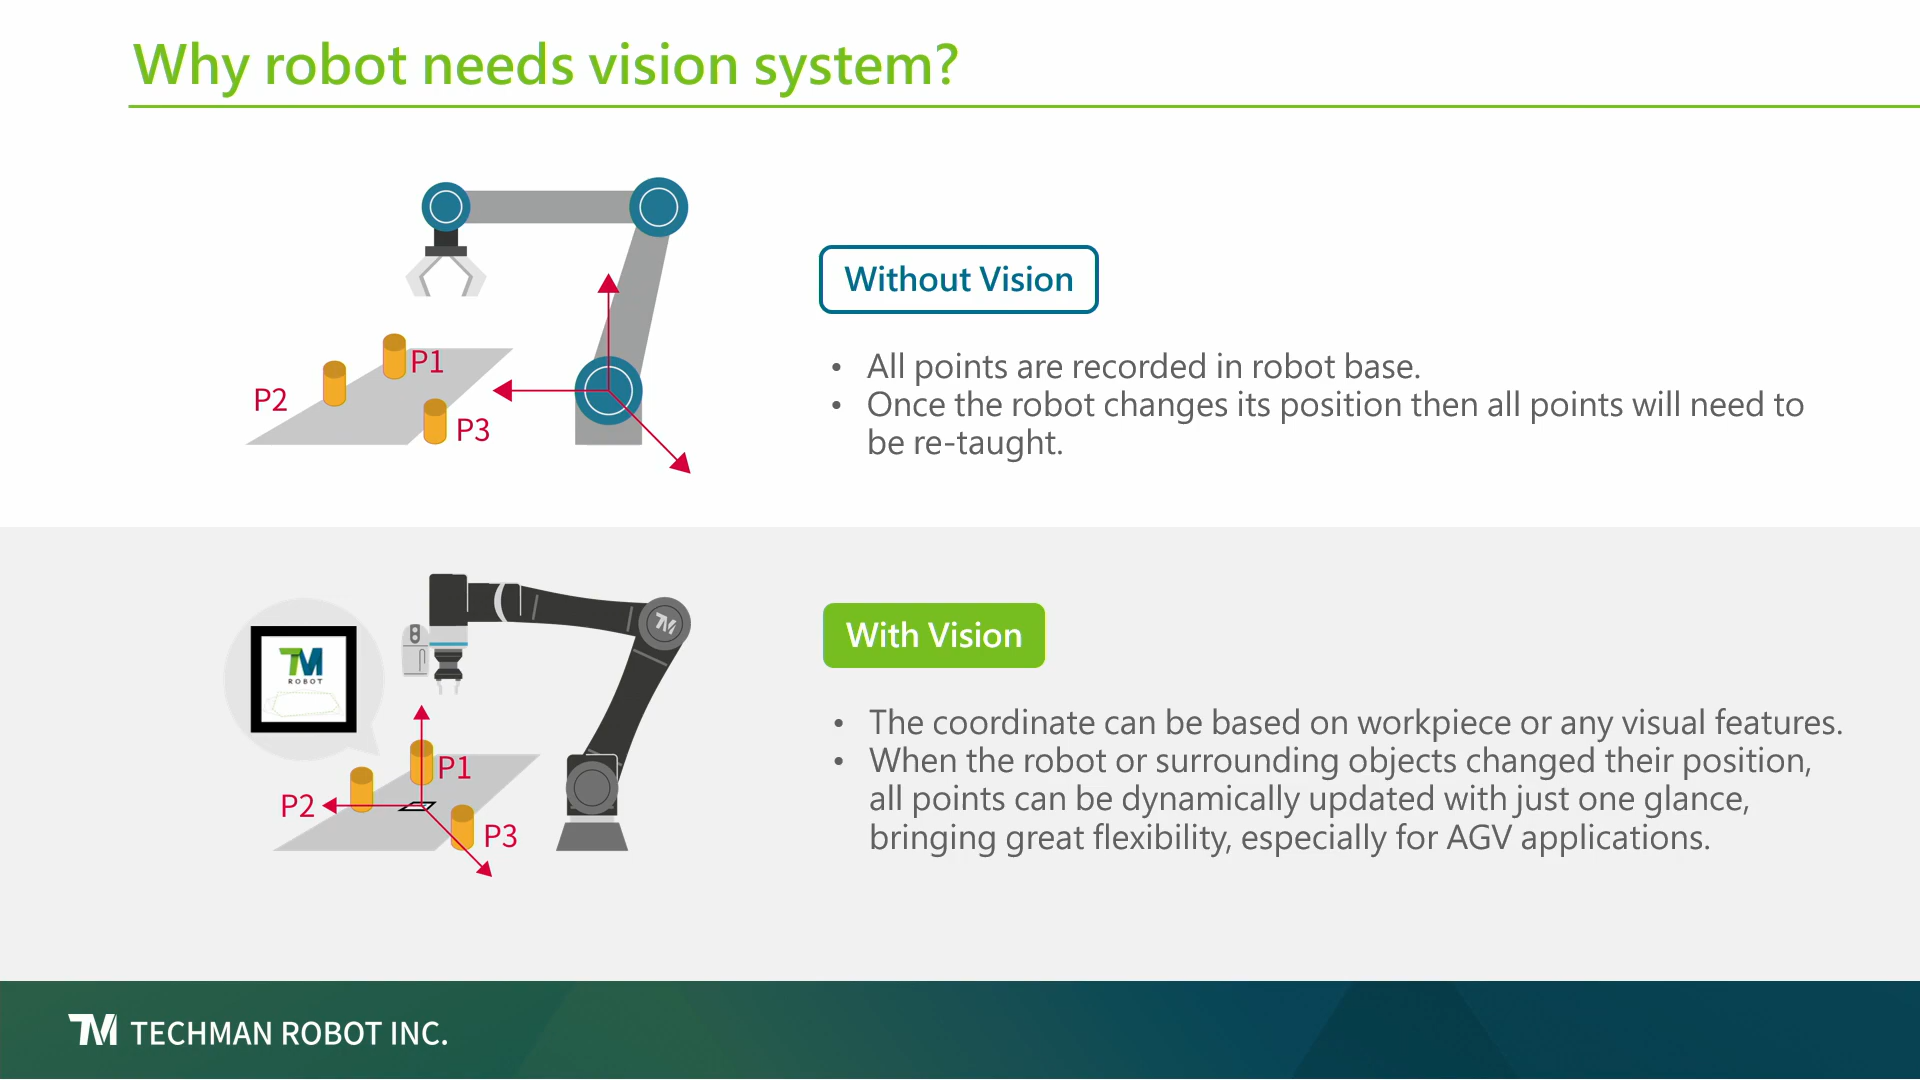 Why robot needs vision system?
P1
P2
P3
Without Vision
• All points are recorded in robot base.
• Once the robot changes its position then all points will need to
be re-taught.
TM
TM
ROBOT
P1
P2
P3
With Vision
• The coordinate can be based on workpiece or any visual features.
• When the robot or surrounding objects changed their position,
all points can be dynamically updated with just one glance,
bringing great flexibility, especially for AGV applications.
TM TECHMAN ROBOT INC.